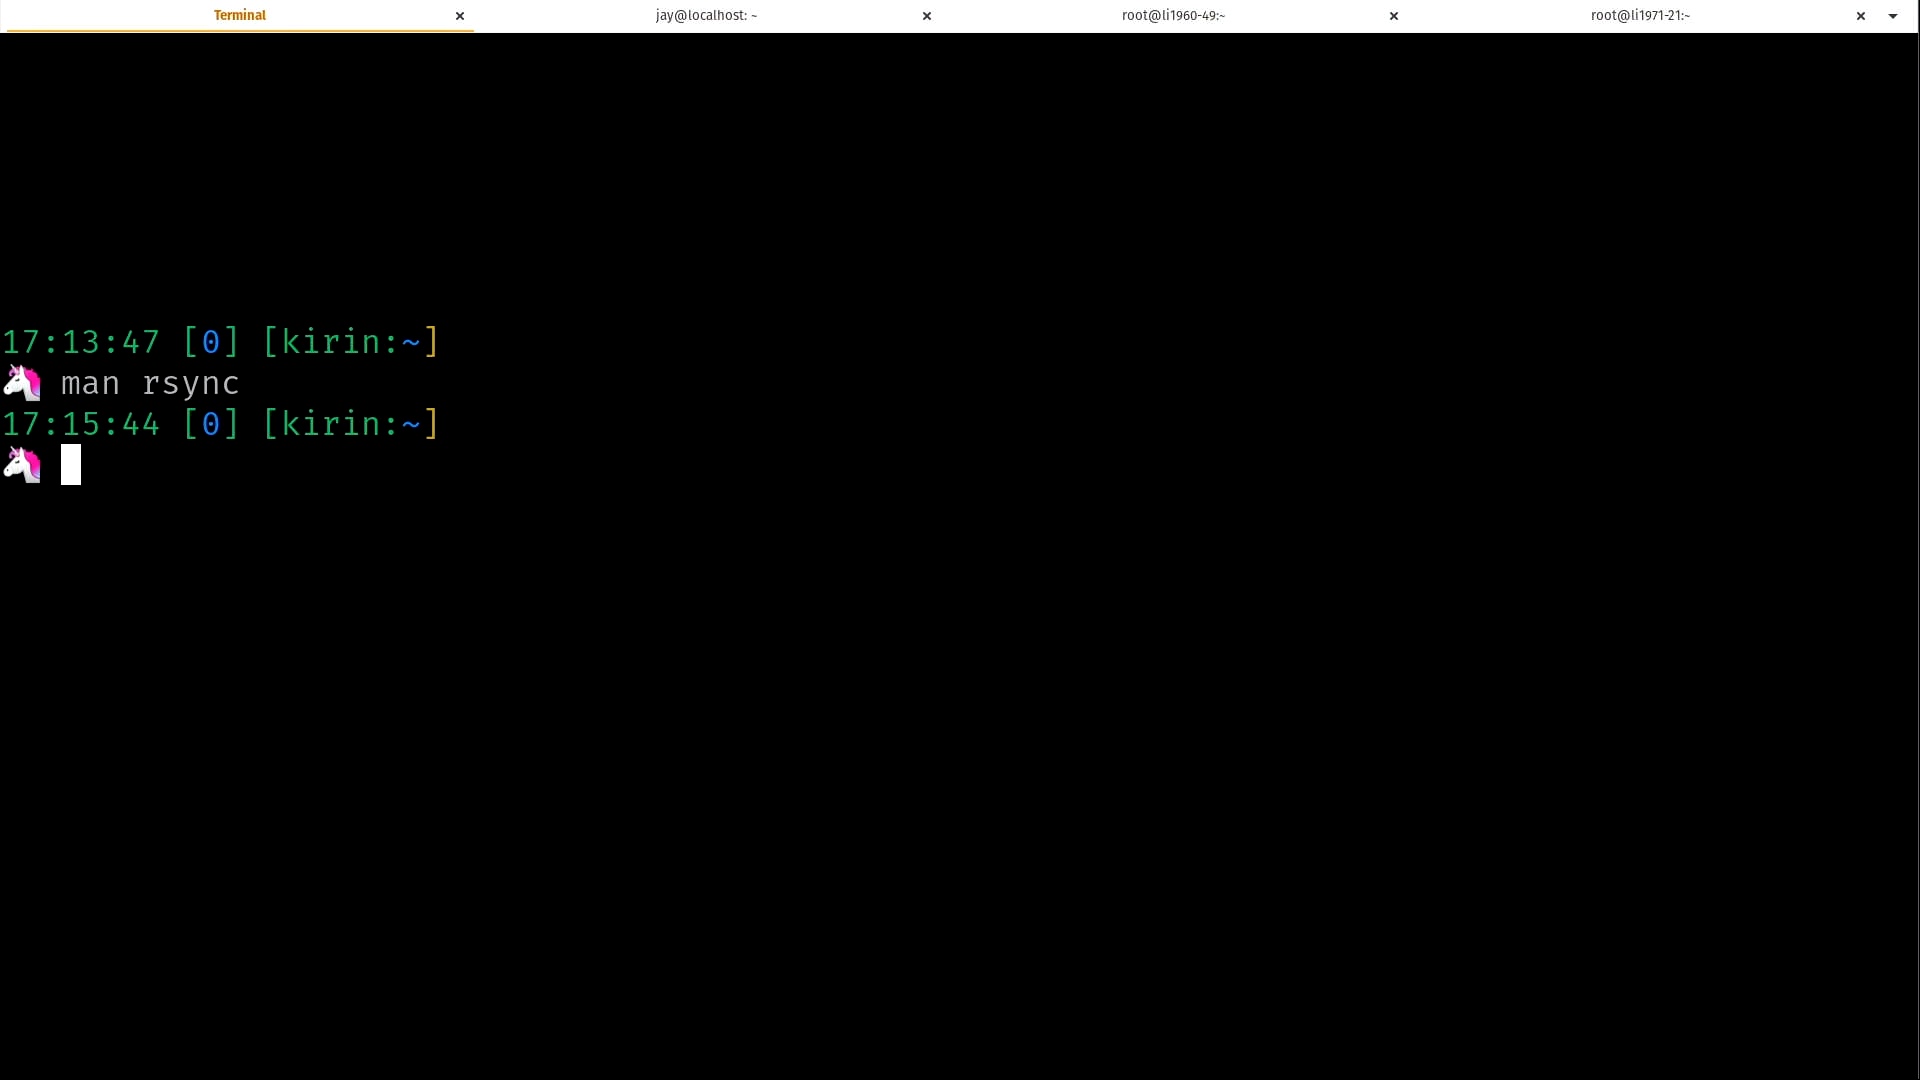 Terminal × jay@localhost: ~ × root@li1960-49:~ × root@li1971-21:~ ×
17:13:47 [0] [kirin:~]
🦄 man rsync
17:15:44 [0] [kirin:~]
🦄